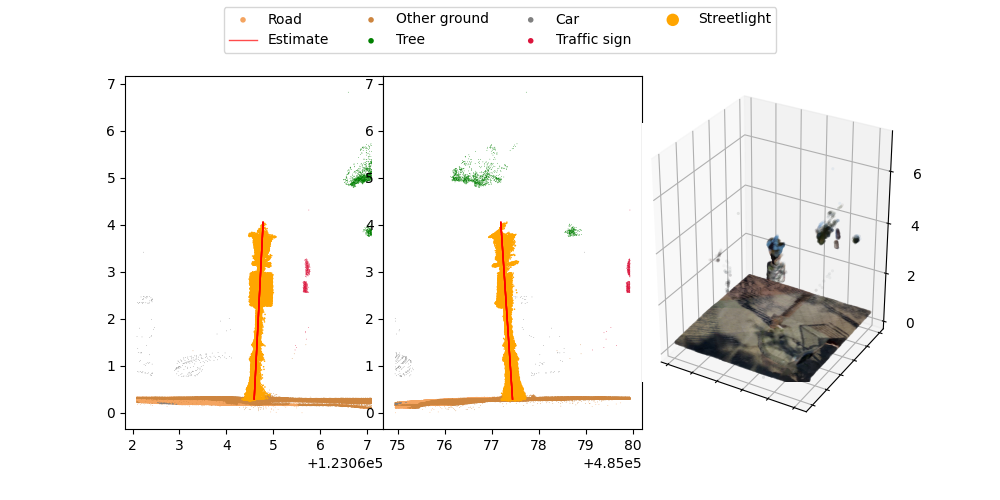 Road Other ground Car Streetlight
Estimate Tree Traffic sign
7 7
6 6
5 5
4 4
3 3
2 2
1 1
0 0
2 3 4 5 6 7
+1.2306e5
75 76 77 78 79 80
+4.85e5
6
4
2
0